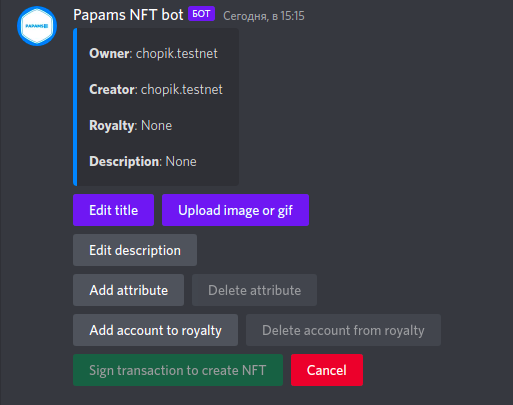 PAPAMS
Papams NFT bot БОТ Сегодня, в 15:15
Owner: chopik.testnet
Creator: chopik.testnet
Royalty: None
Description: None
Edit title Upload image or gif
Edit description
Add attribute Delete attribute
Add account to royalty Delete account from royalty
Sign transaction to create NFT Cancel